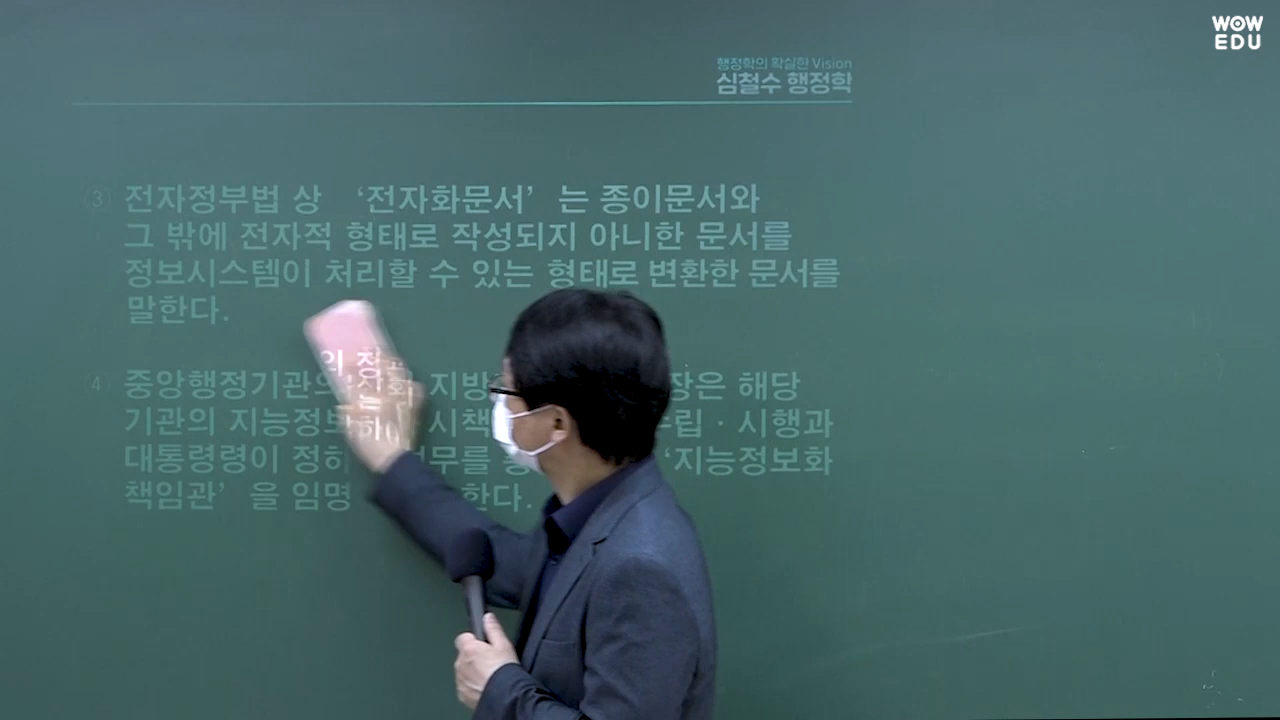 WOW
EDU
행정학의 확실한 Vision
심철수 행정학
③ 전자정부법 상 ‘전자화문서’ 는 종이문서와
그 밖에 전자적 형태로 작성되지 아니한 문서를
정보시스템이 처리할 수 있는 형태로 변환한 문서를
말한다.
④ 중앙행정기관의 장과 지방 장은 해당
기관의 지능정보화 시책 수립 · 시행과
대통령령이 정하는 업무를 ‘지능정보화
책임관’ 을 임명 한다.